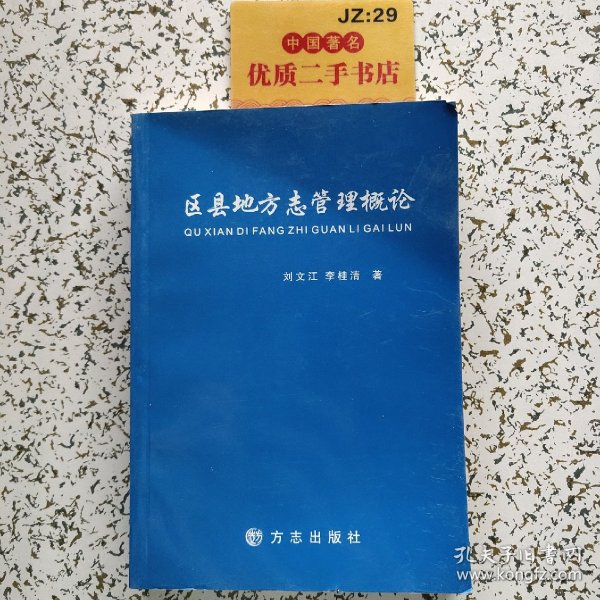 JZ:29
中国著名
优质二手书店
区县地方志管理概论
QU XIAN DI FANG ZHI GUAN LI GAI LUN
刘文江 李桂清 著
方志出版社
孔夫子旧书网
www.kongfz.com